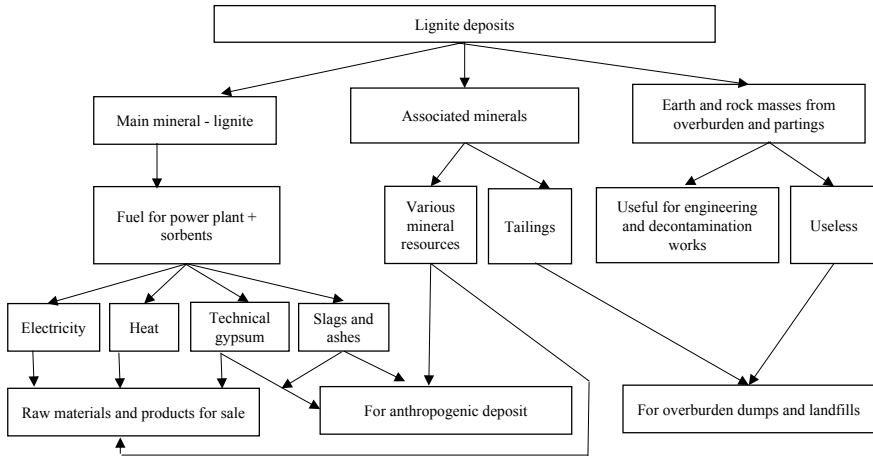 Lignite deposits
Main mineral - lignite
Associated minerals
Earth and rock masses from
overburden and partings
Fuel for power plant +
sorbents
Various
mineral
resources
Tailings
Useful for engineering
and decontamination
works
Useless
Electricity
Heat
Technical
gypsum
Slags and
ashes
Raw materials and products for sale
For anthropogenic deposit
For overburden dumps and landfills